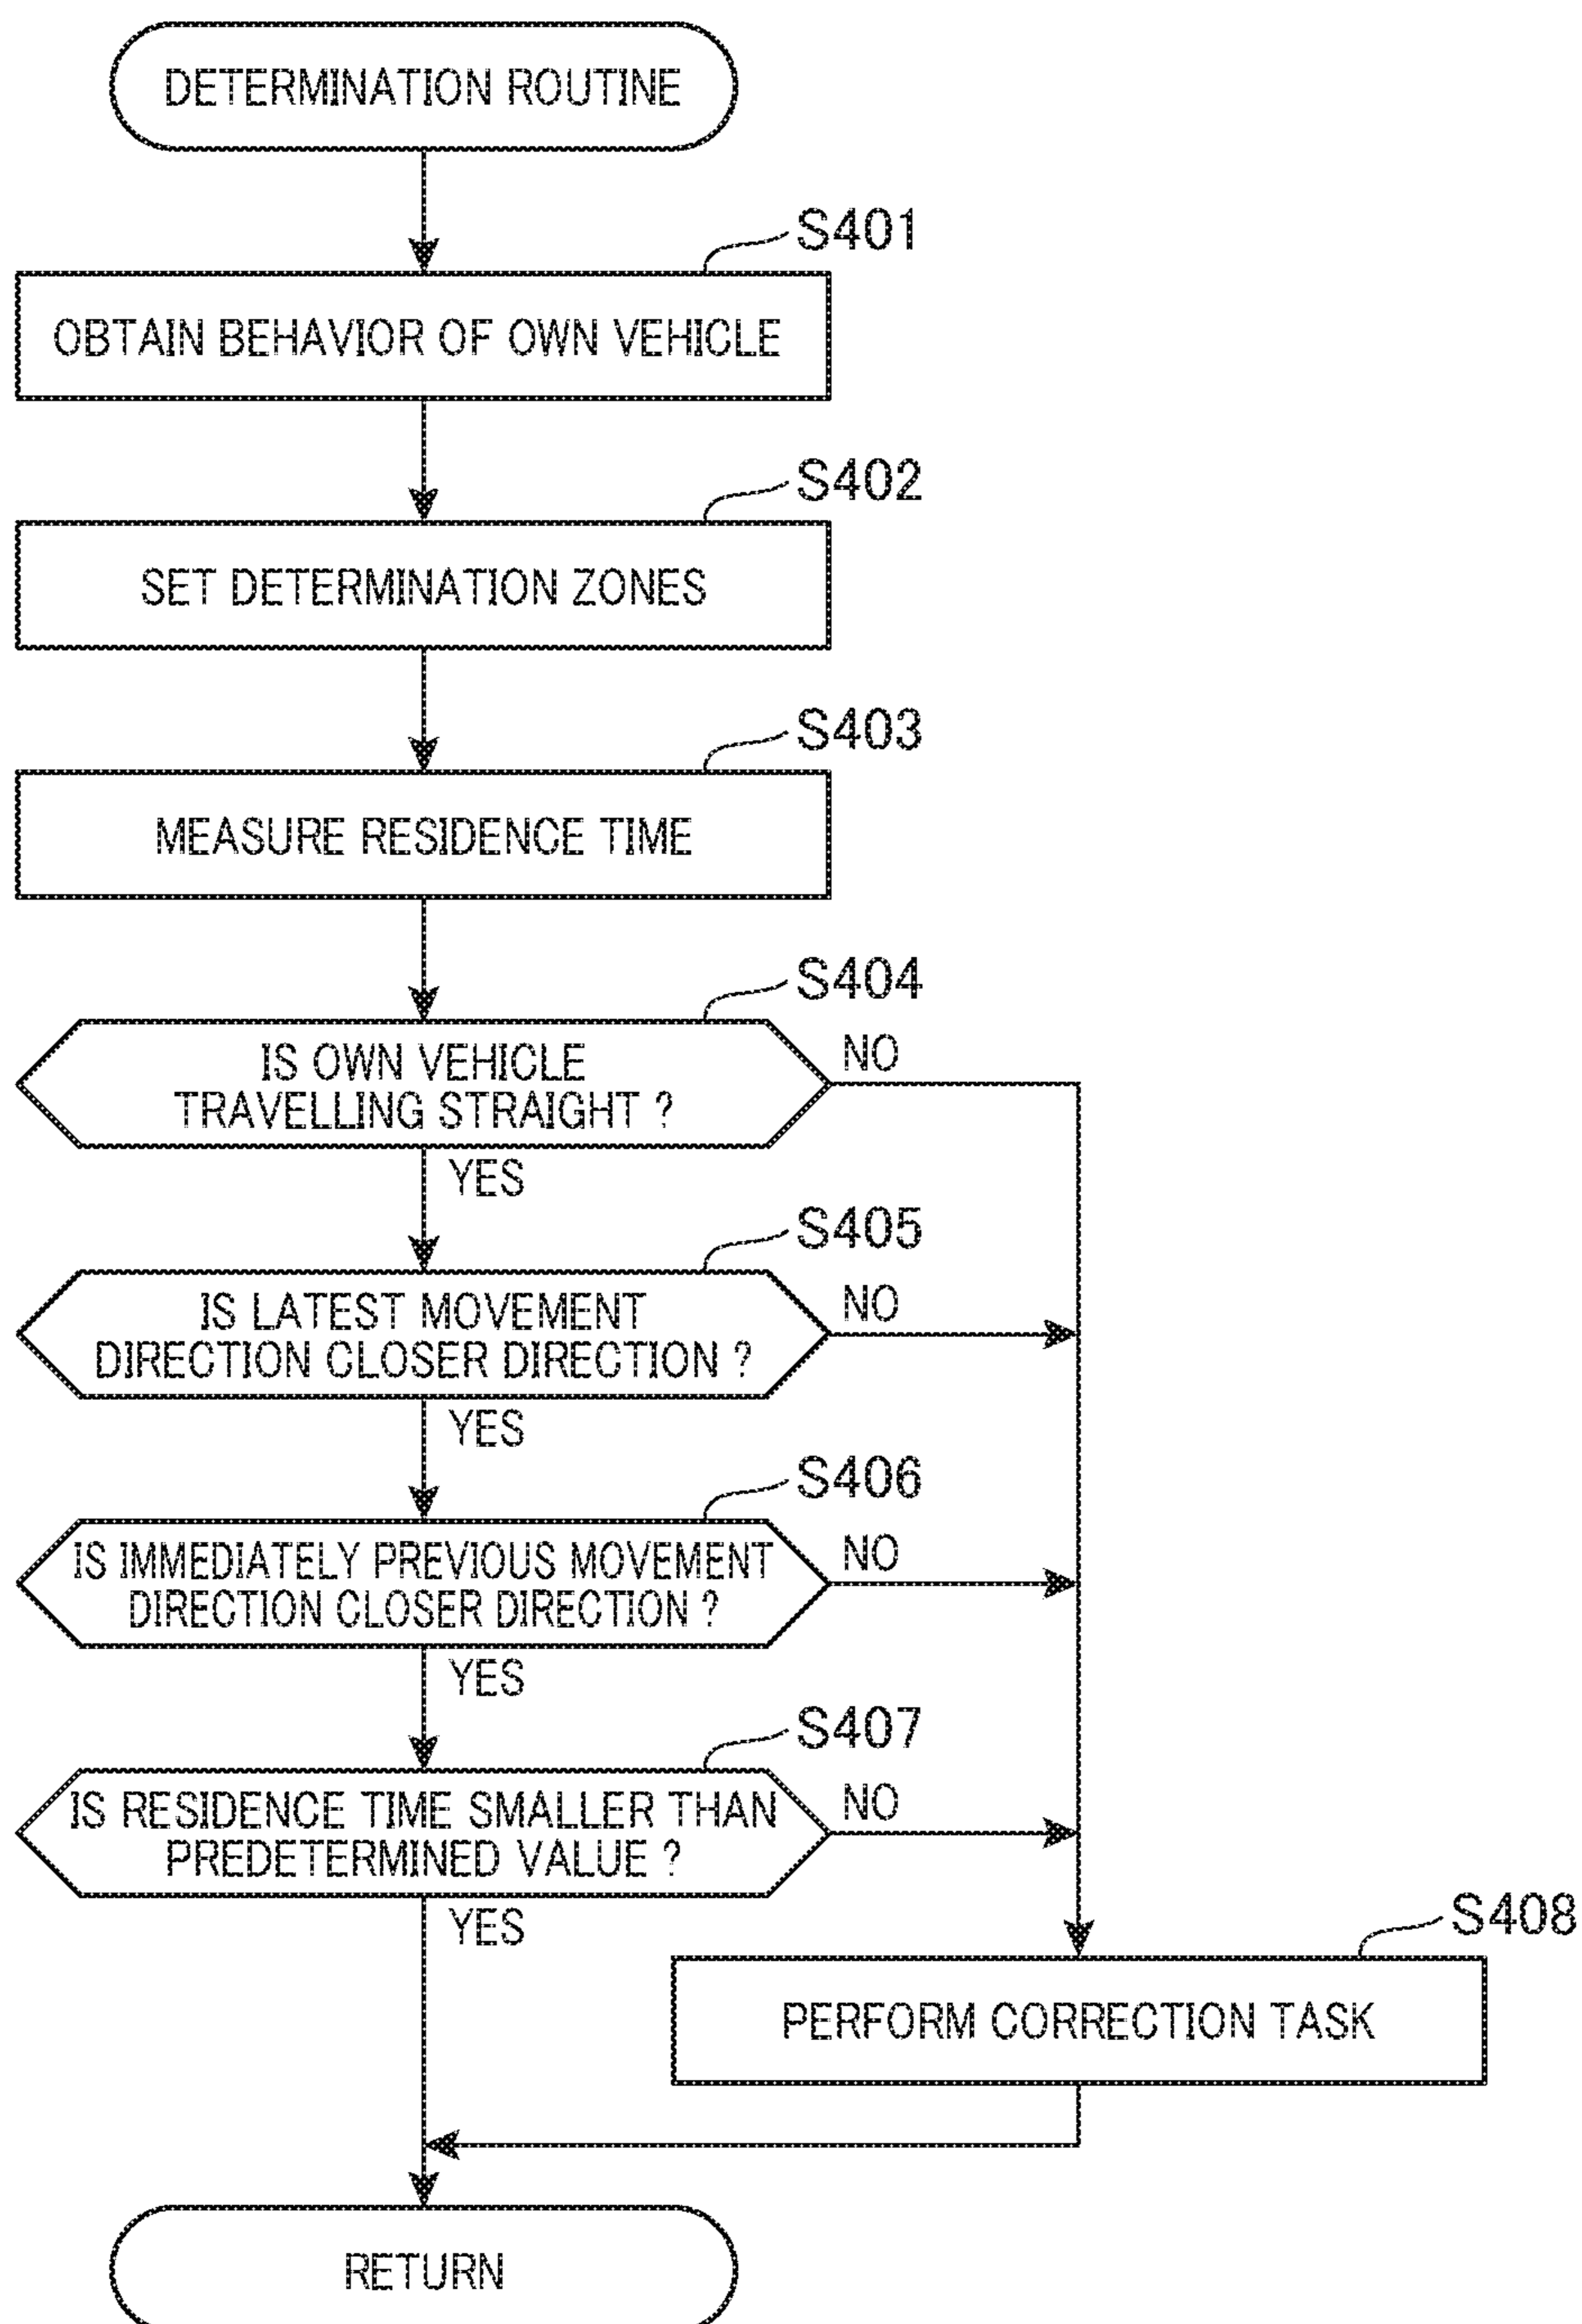 DETERMINATION ROUTINE
S401
OBTAIN BEHAVIOR OF OWN VEHICLE
S402
SET DETERMINATION ZONES
S403
MEASURE RESIDENCE TIME
S404
IS OWN VEHICLE
TRAVELLING STRAIGHT ?
NO
YES
S405
IS LATEST MOVEMENT
DIRECTION CLOSER DIRECTION ?
NO
YES
S406
IS IMMEDIATELY PREVIOUS MOVEMENT
DIRECTION CLOSER DIRECTION ?
NO
YES
S407
IS RESIDENCE TIME SMALLER THAN
PREDETERMINED VALUE ?
NO
YES
S408
PERFORM CORRECTION TASK
RETURN